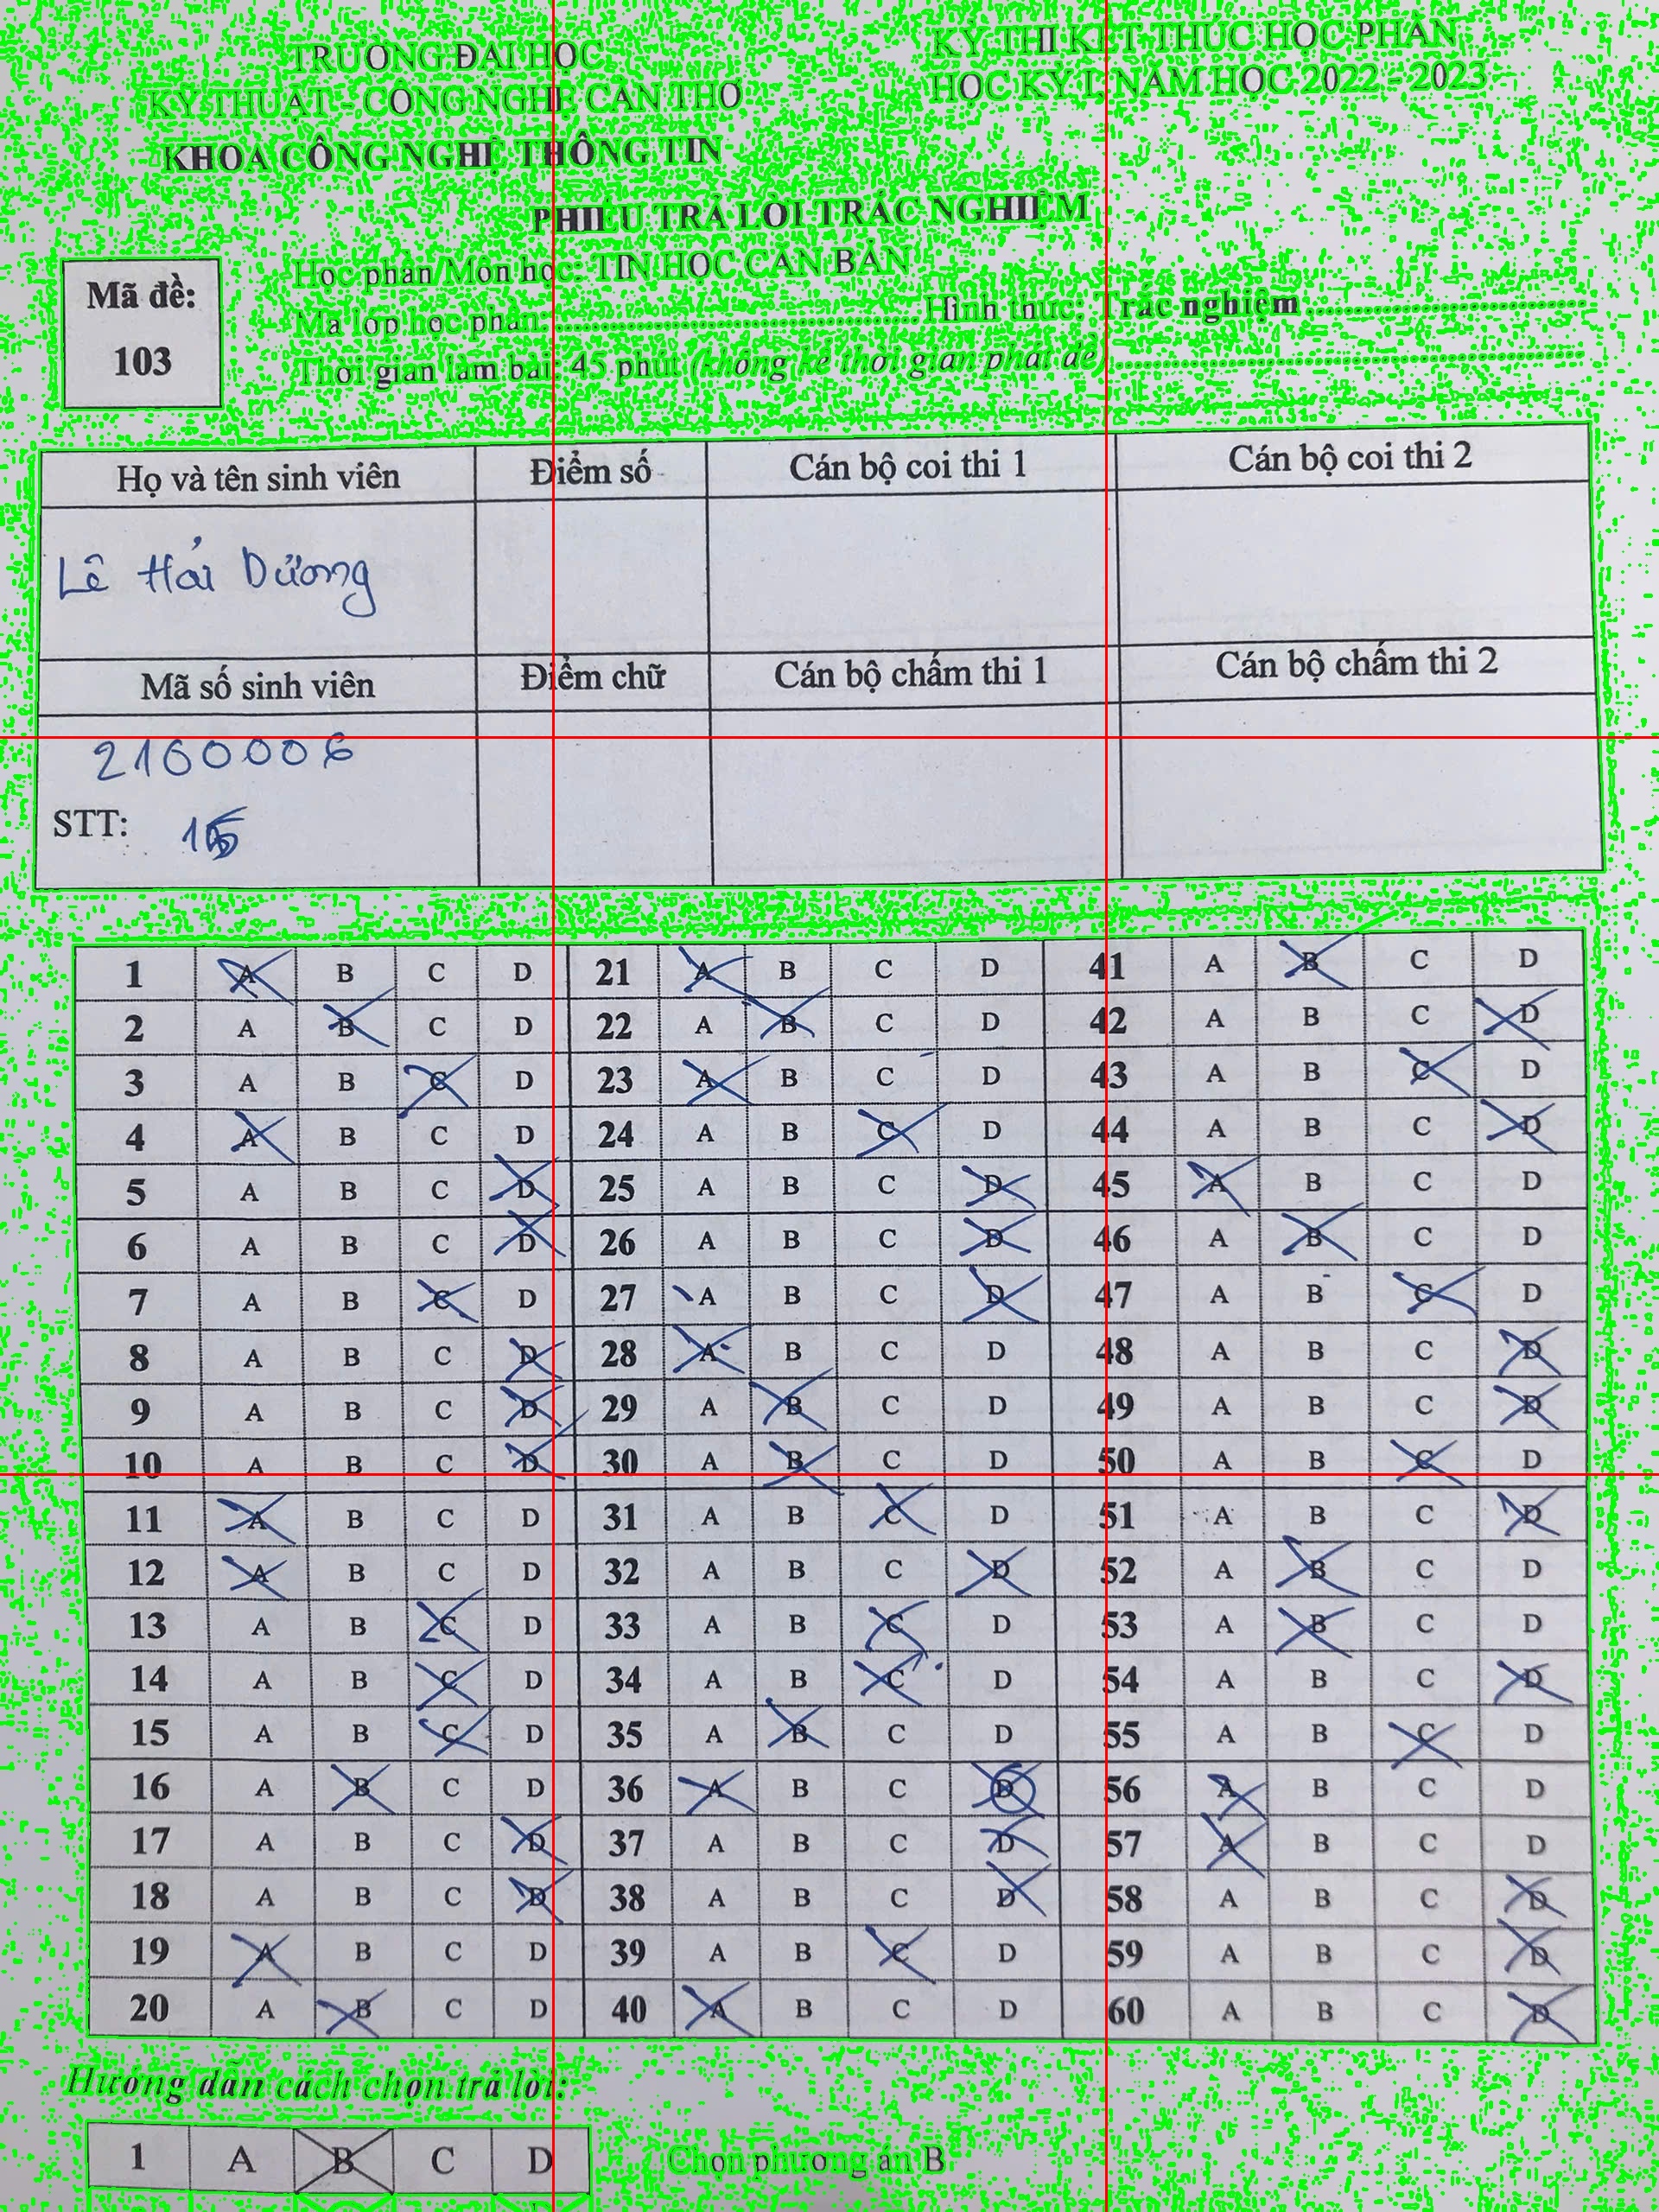 TRƯỜNG ĐẠI HỌC
KỸ THUẬT - CÔNG NGHỆ CẦN THƠ
KHOA CÔNG NGHỆ THÔNG TIN
KỲ THI KẾT THÚC HỌC PHẦN
HỌC KỲ I, NĂM HỌC 2022 - 2023
PHIẾU TRẢ LỜI TRẮC NGHIỆM
Mã đề:
103
Học phần/Môn học: TIN HỌC CĂN BẢN
Mã lớp học phần: Hình thức: Trắc nghiệm
Thời gian làm bài: 45 phút (không kể thời gian phát đề)
Họ và tên sinh viên Điểm số Cán bộ coi thi 1 Cán bộ coi thi 2
Lê Hải Dương
Mã số sinh viên Điểm chữ Cán bộ chấm thi 1 Cán bộ chấm thi 2
2100006
STT:
1 A B C D 21 A B C D 41 A B C D
2 A B C D 22 A B C D 42 A B C D
3 A B C D 23 A B C D 43 A B C D
4 A B C D 24 A B C D 44 A B C D
5 A B C D 25 A B C D 45 A B C D
6 A B C D 26 A B C D 46 A B C D
7 A B C D 27 A B C D 47 A B C D
8 A B C D 28 A B C D 48 A B C D
9 A B C D 29 A B C D 49 A B C D
10 A B C D 30 A B C D 50 A B C D
11 A B C D 31 A B C D 51 A B C D
12 A B C D 32 A B C D 52 A B C D
13 A B C D 33 A B C D 53 A B C D
14 A B C D 34 A B C D 54 A B C D
15 A B C D 35 A B C D 55 A B C D
16 A B C D 36 A B C D 56 A B C D
17 A B C D 37 A B C D 57 A B C D
18 A B C D 38 A B C D 58 A B C D
19 A B C D 39 A B C D 59 A B C D
20 A B C D 40 A B C D 60 A B C D
Hướng dẫn cách chọn trả lời:
1 A B C D Chọn phương án B